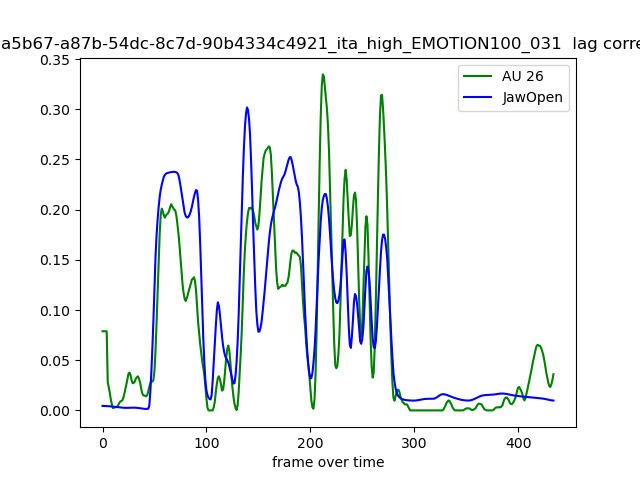 a5b67-a87b-54dc-8c7d-90b4334c4921_ita_high_EMOTION100_031 lag corre
AU 26
JawOpen
0.35
0.30
0.25
0.20
0.15
0.10
0.05
0.00
0 100 200 300 400
frame over time